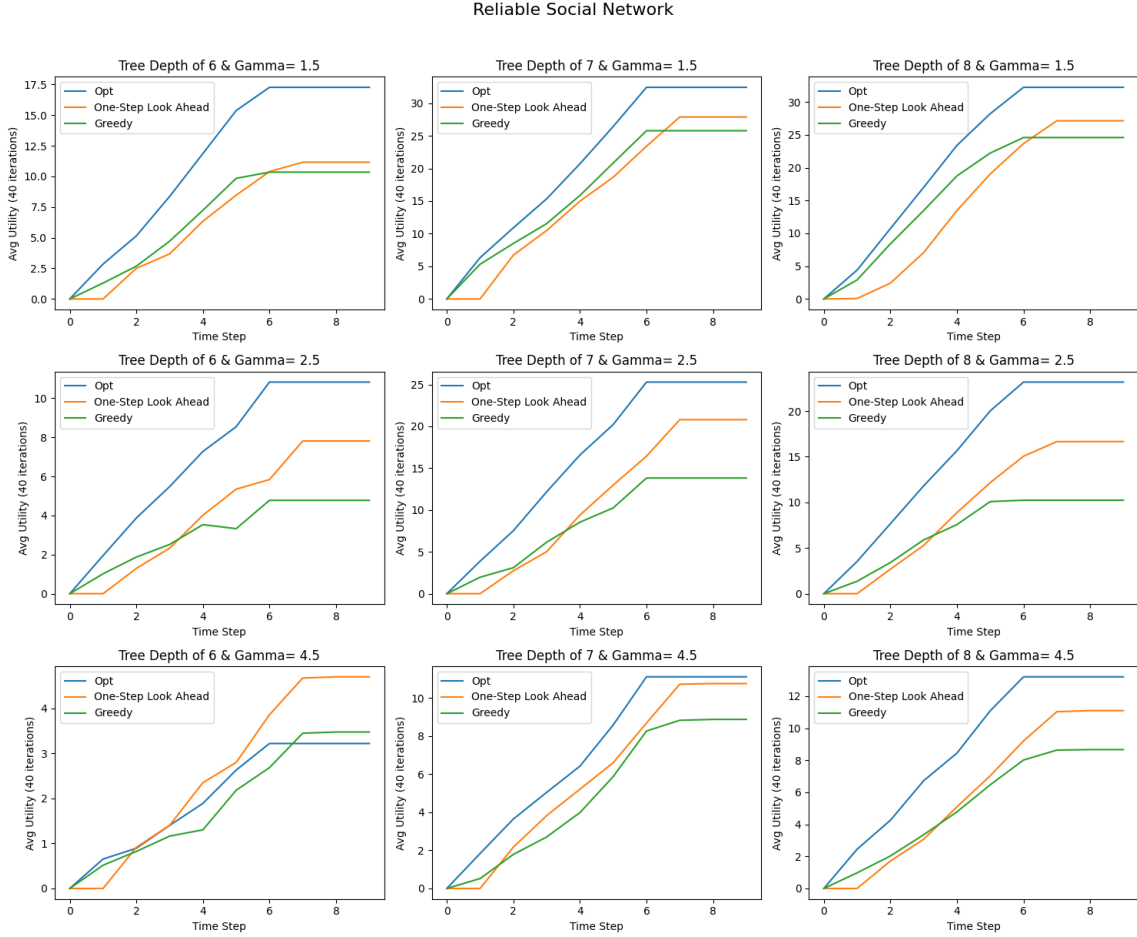 Reliable Social Network
Tree Depth of 6 & Gamma= 1.5
Avg Utility (40 iterations)
17.5
15.0
12.5
10.0
7.5
5.0
2.5
0.0
Opt
One-Step Look Ahead
Greedy
0 2 4 6 8
Time Step
Tree Depth of 7 & Gamma= 1.5
Avg Utility (40 iterations)
30
25
20
15
10
5
0
Opt
One-Step Look Ahead
Greedy
0 2 4 6 8
Time Step
Tree Depth of 8 & Gamma= 1.5
Avg Utility (40 iterations)
30
25
20
15
10
5
0
Opt
One-Step Look Ahead
Greedy
0 2 4 6 8
Time Step
Tree Depth of 6 & Gamma= 2.5
Avg Utility (40 iterations)
10
8
6
4
2
0
Opt
One-Step Look Ahead
Greedy
0 2 4 6 8
Time Step
Tree Depth of 7 & Gamma= 2.5
Avg Utility (40 iterations)
25
20
15
10
5
0
Opt
One-Step Look Ahead
Greedy
0 2 4 6 8
Time Step
Tree Depth of 8 & Gamma= 2.5
Avg Utility (40 iterations)
20
15
10
5
0
Opt
One-Step Look Ahead
Greedy
0 2 4 6 8
Time Step
Tree Depth of 6 & Gamma= 4.5
Avg Utility (40 iterations)
4
3
2
1
0
Opt
One-Step Look Ahead
Greedy
0 2 4 6 8
Time Step
Tree Depth of 7 & Gamma= 4.5
Avg Utility (40 iterations)
10
8
6
4
2
0
Opt
One-Step Look Ahead
Greedy
0 2 4 6 8
Time Step
Tree Depth of 8 & Gamma= 4.5
Avg Utility (40 iterations)
12
10
8
6
4
2
0
Opt
One-Step Look Ahead
Greedy
0 2 4 6 8
Time Step